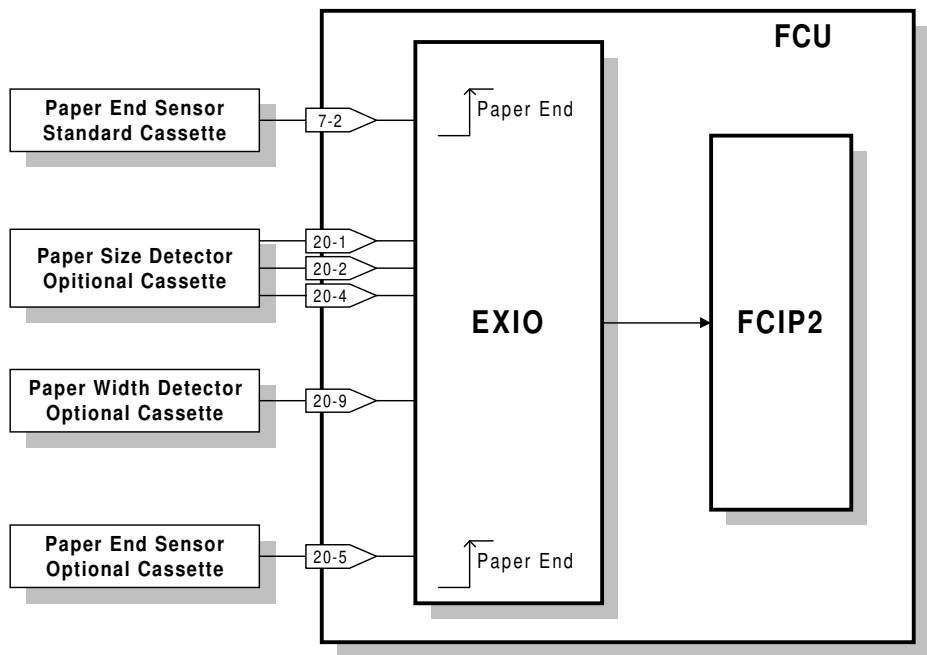 FCU
Paper End Sensor
Standard Cassette
7-2
Paper End
Paper Size Detector
Opitional Cassette
20-1
20-2
20-4
EXIO
FCIP2
Paper Width Detector
Optional Cassette
20-9
Paper End Sensor
Optional Cassette
20-5
Paper End